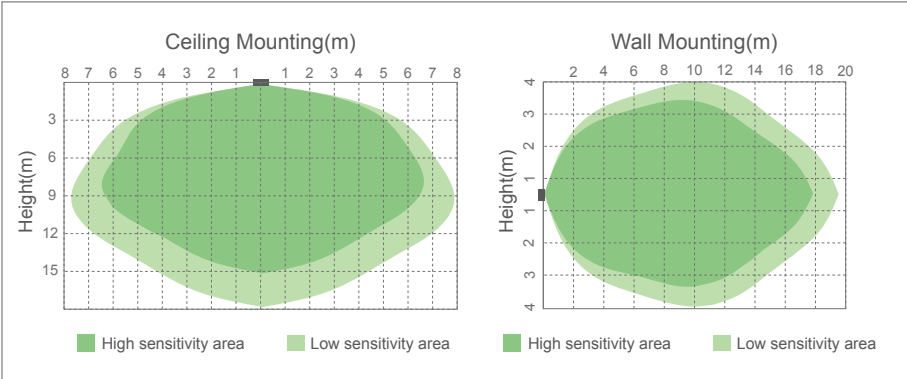 Ceiling Mounting(m)
8 7 6 5 4 3 2 1 1 2 3 4 5 6 7 8
3
6
9
12
15
Height(m)
High sensitivity area
Low sensitivity area
Wall Mounting(m)
2 4 6 8 10 12 14 16 18 20
4
3
2
1
1
2
3
4
Height(m)
High sensitivity area
Low sensitivity area